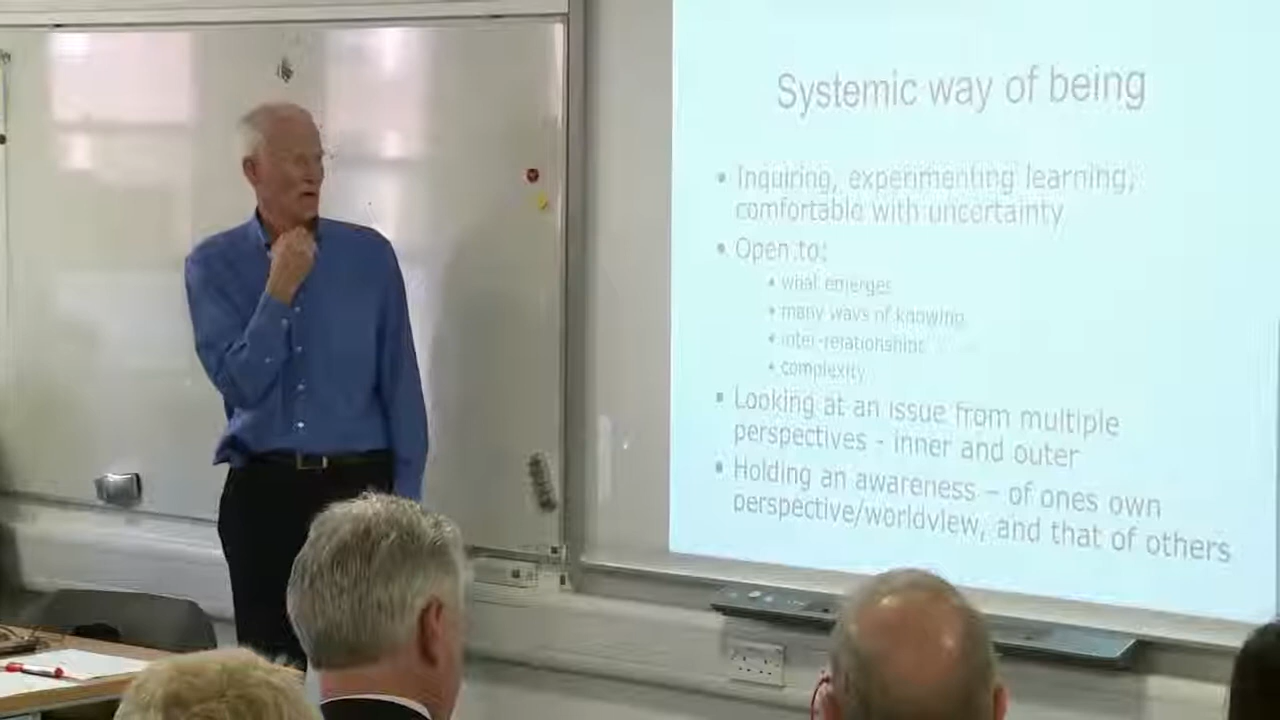 Systemic way of being
• Inquiring, experimenting learning,
comfortable with uncertainty
• Open to:
• what emerges
• many ways of knowing
• inter-relationships
• complexity
• Looking at an issue from multiple
perspectives - inner and outer
• Holding an awareness – of ones own
perspective/worldview, and that of others